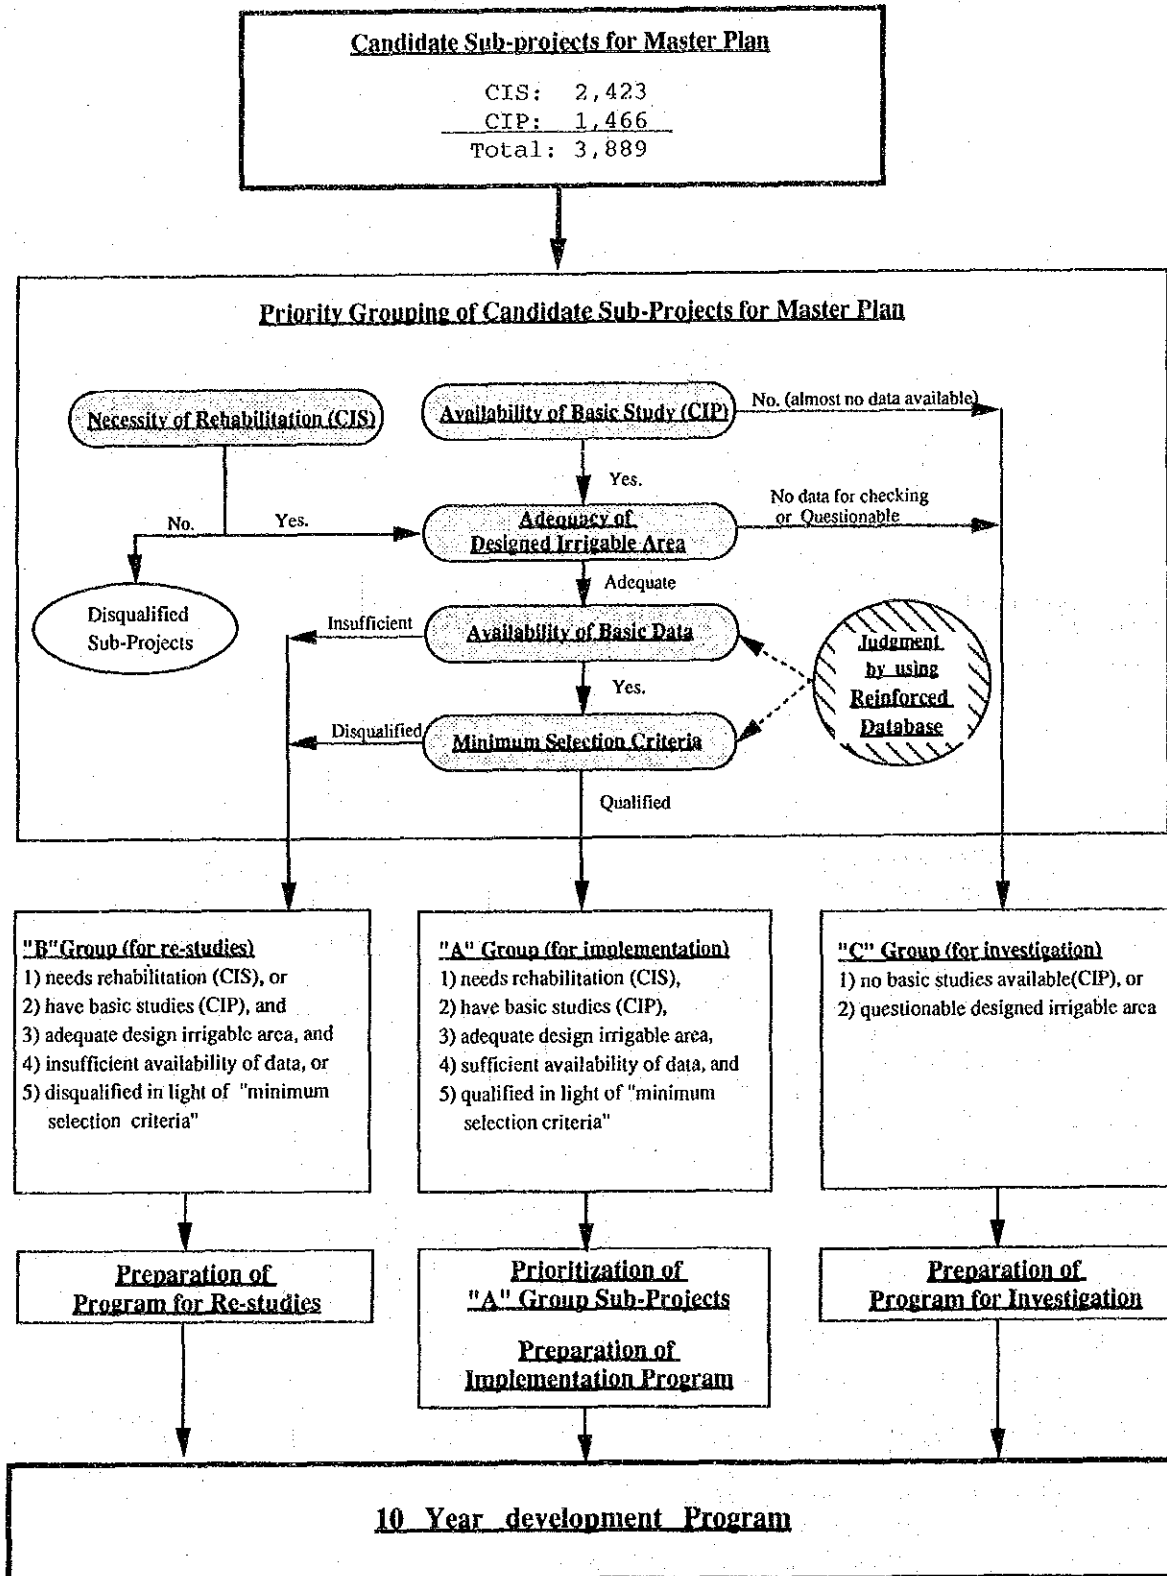 Candidate Sub-projects for Master Plan
CIS: 2,423
CIP: 1,466
Total: 3,889
Priority Grouping of Candidate Sub-Projects for Master Plan
Necessity of Rehabilitation (CIS)
Availability of Basic Study (CIP)
No. (almost no data available)
Yes.
No.
Yes.
Adequacy of
Designed Irrigable Area
No data for checking
or Questionable
Adequate
Disqualified
Sub-Projects
Insufficient
Availability of Basic Data
Judgment
by using
Reinforced
Database
Yes.
Disqualified
Minimum Selection Criteria
Qualified
"B"Group (for re-studies)
1) needs rehabilitation (CIS), or
2) have basic studies (CIP), and
3) adequate design irrigable area, and
4) insufficient availability of data, or
5) disqualified in light of "minimum
selection criteria"
"A" Group (for implementation)
1) needs rehabilitation (CIS),
2) have basic studies (CIP),
3) adequate design irrigable area,
4) sufficient availability of data, and
5) qualified in light of "minimum
selection criteria"
"C" Group (for investigation)
1) no basic studies available(CIP), or
2) questionable designed irrigable area
Preparation of
Program for Re-studies
Prioritization of
"A" Group Sub-Projects
Preparation of
Implementation Program
Preparation of
Program for Investigation
10 Year development Program